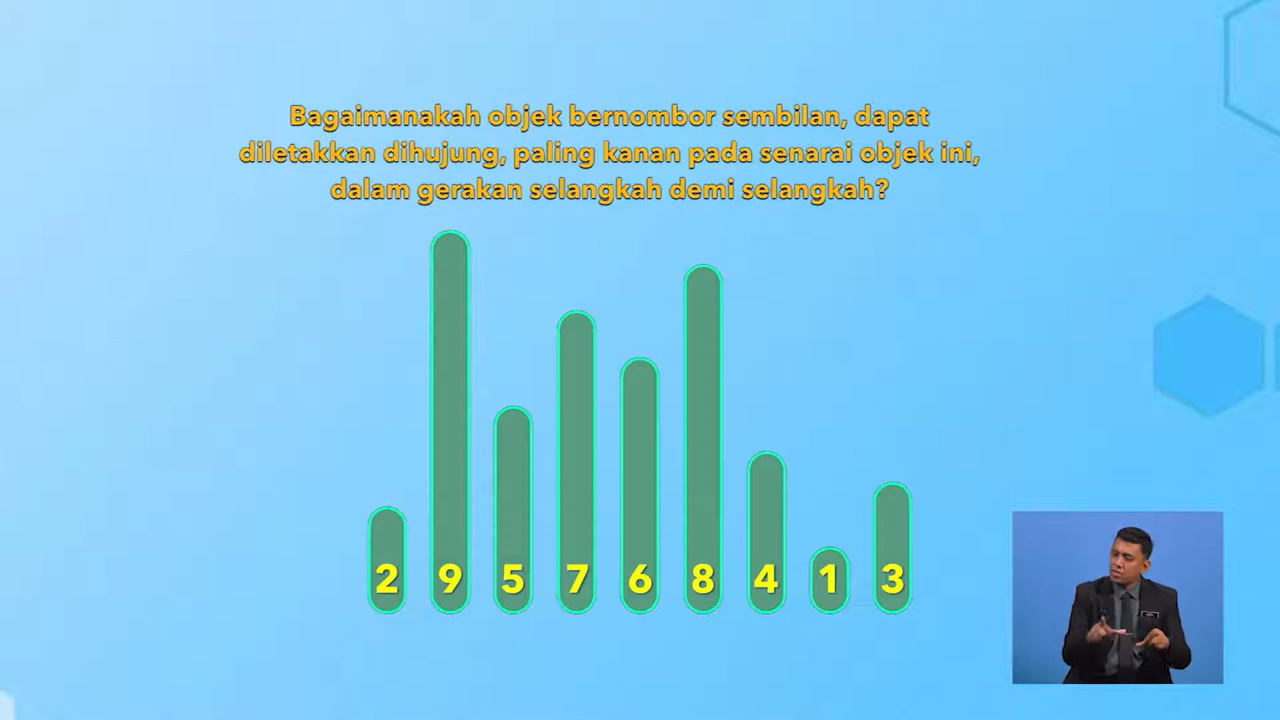 Bagaimanakah objek bernombor sembilan, dapat
diletakkan dihujung, paling kanan pada senarai objek ini,
dalam gerakan selangkah demi selangkah?
2 9 5 7 6 8 4 1 3